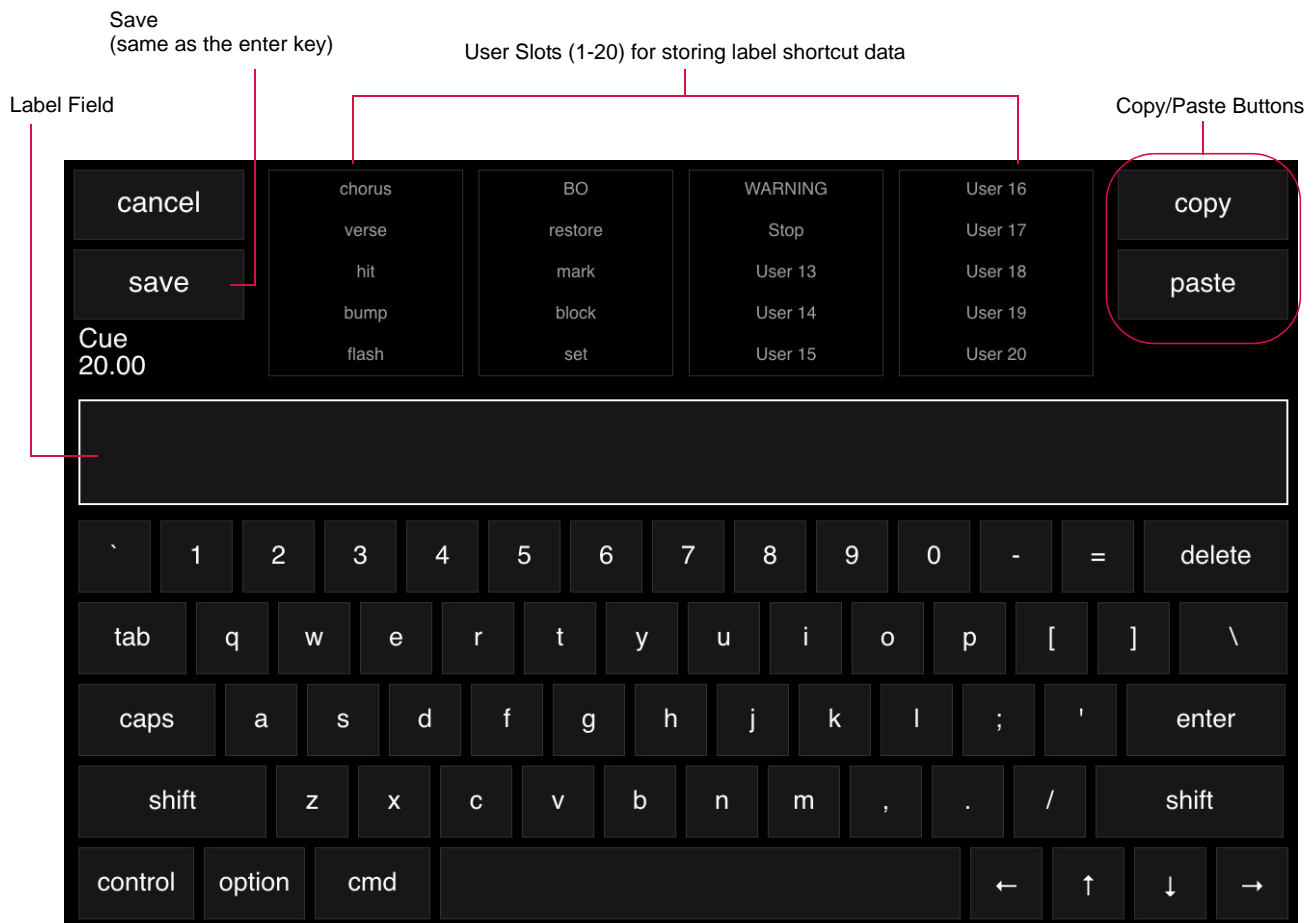 Save
(same as the enter key)
User Slots (1-20) for storing label shortcut data
Label Field
Copy/Paste Buttons
cancel
save
Cue
20.00
chorus
verse
hit
bump
flash
BO
restore
mark
block
set
WARNING
Stop
User 13
User 14
User 15
User 16
User 17
User 18
User 19
User 20
copy
paste
` 1 2 3 4 5 6 7 8 9 0 - = delete
tab q w e r t y u i o p [ ] \
caps a s d f g h j k l ; ' enter
shift z x c v b n m , . / shift
control option cmd ← ↑ ↓ →